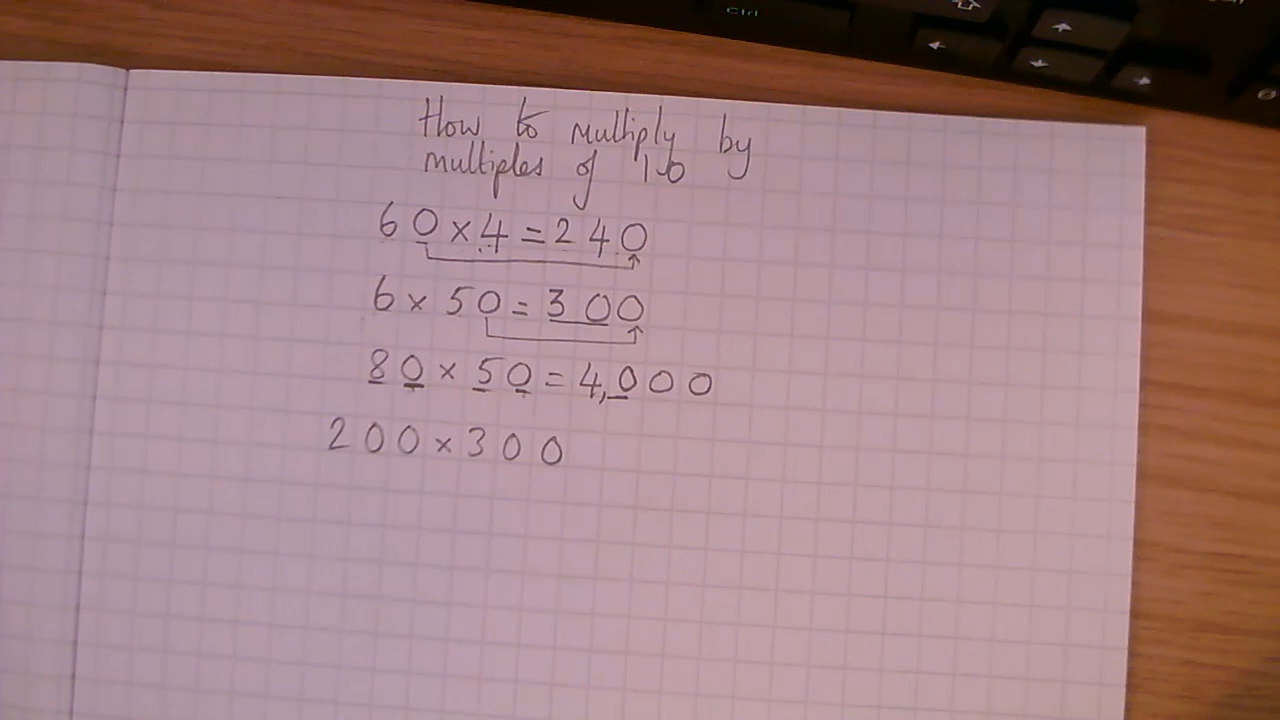 Ctrl
How to multiply by
multiples of 10
60 × 4 = 240
6 × 50 = 300
80 × 50 = 4,000
200 × 300